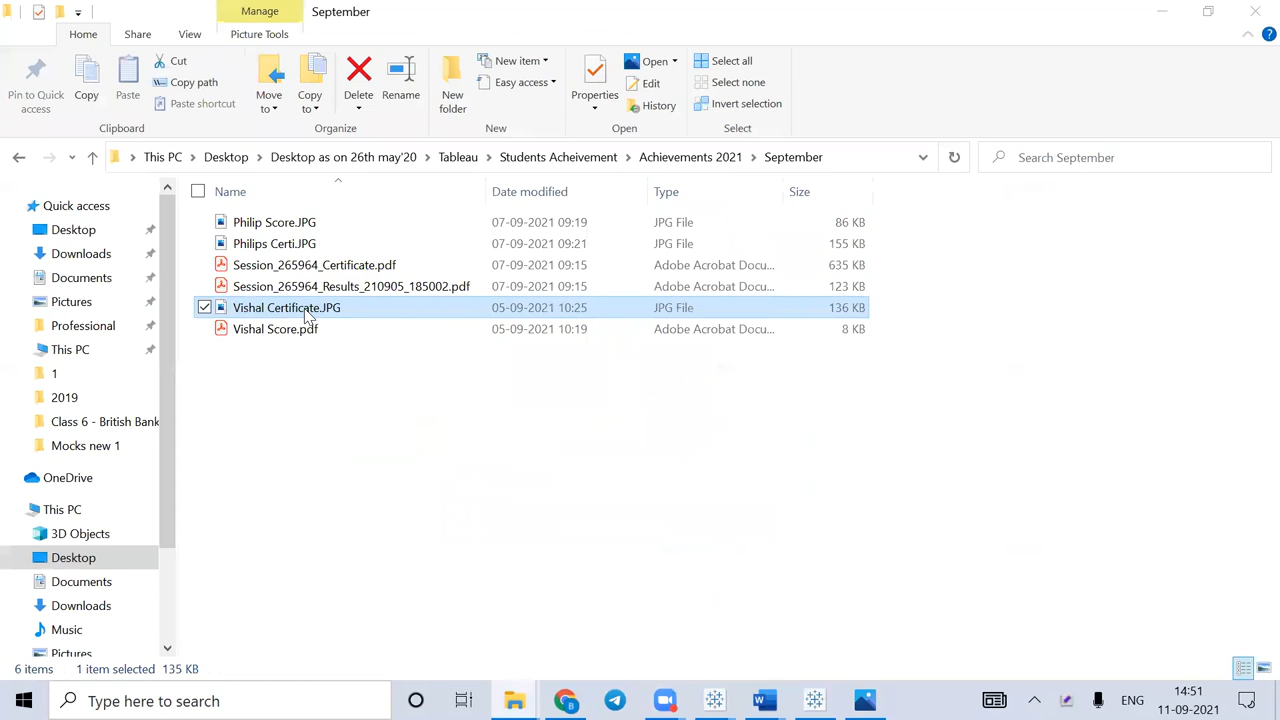 Manage
September
Home
Share
View
Picture Tools
Pin to Quick access
Copy
Paste
Cut
Copy path
Paste shortcut
Clipboard
Move to
Copy to
Delete
Rename
Organize
New folder
New item
Easy access
New
Properties
Open
Edit
History
Open
Select all
Select none
Invert selection
Select
This PC
Desktop
Desktop as on 26th may'20
Tableau
Students Acheivement
Achievements 2021
September
Search September
Name
Date modified
Type
Size
Philip Score.JPG 07-09-2021 09:19 JPG File 86 KB
Philips Certi.JPG 07-09-2021 09:21 JPG File 155 KB
Session_265964_Certificate.pdf 07-09-2021 09:15 Adobe Acrobat Docu... 635 KB
Session_265964_Results_210905_185002.pdf 07-09-2021 09:15 Adobe Acrobat Docu... 123 KB
Vishal Certificate.JPG 05-09-2021 10:25 JPG File 136 KB
Vishal Score.pdf 05-09-2021 10:19 Adobe Acrobat Docu... 8 KB
Quick access
Desktop
Downloads
Documents
Pictures
Professional
This PC
1
2019
Class 6 - British Bank
Mocks new 1
OneDrive
This PC
3D Objects
Desktop
Documents
Downloads
Music
Pictures
6 items 1 item selected 135 KB
Type here to search
ENG
14:51
11-09-2021